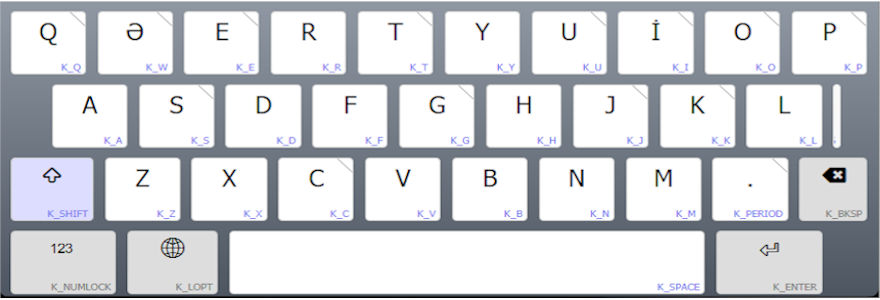 Q Ə E R T Y U İ O P
K_Q K_W K_E K_R K_T K_Y K_U K_I K_O K_P
A S D F G H J K L
K_A K_S K_D K_F K_G K_H K_J K_K K_L
Z X C V B N M .
K_SHIFT K_Z K_X K_C K_V K_B K_N K_M K_PERIOD K_BKSP
123
K_NUMLOCK K_LOPT K_SPACE K_ENTER